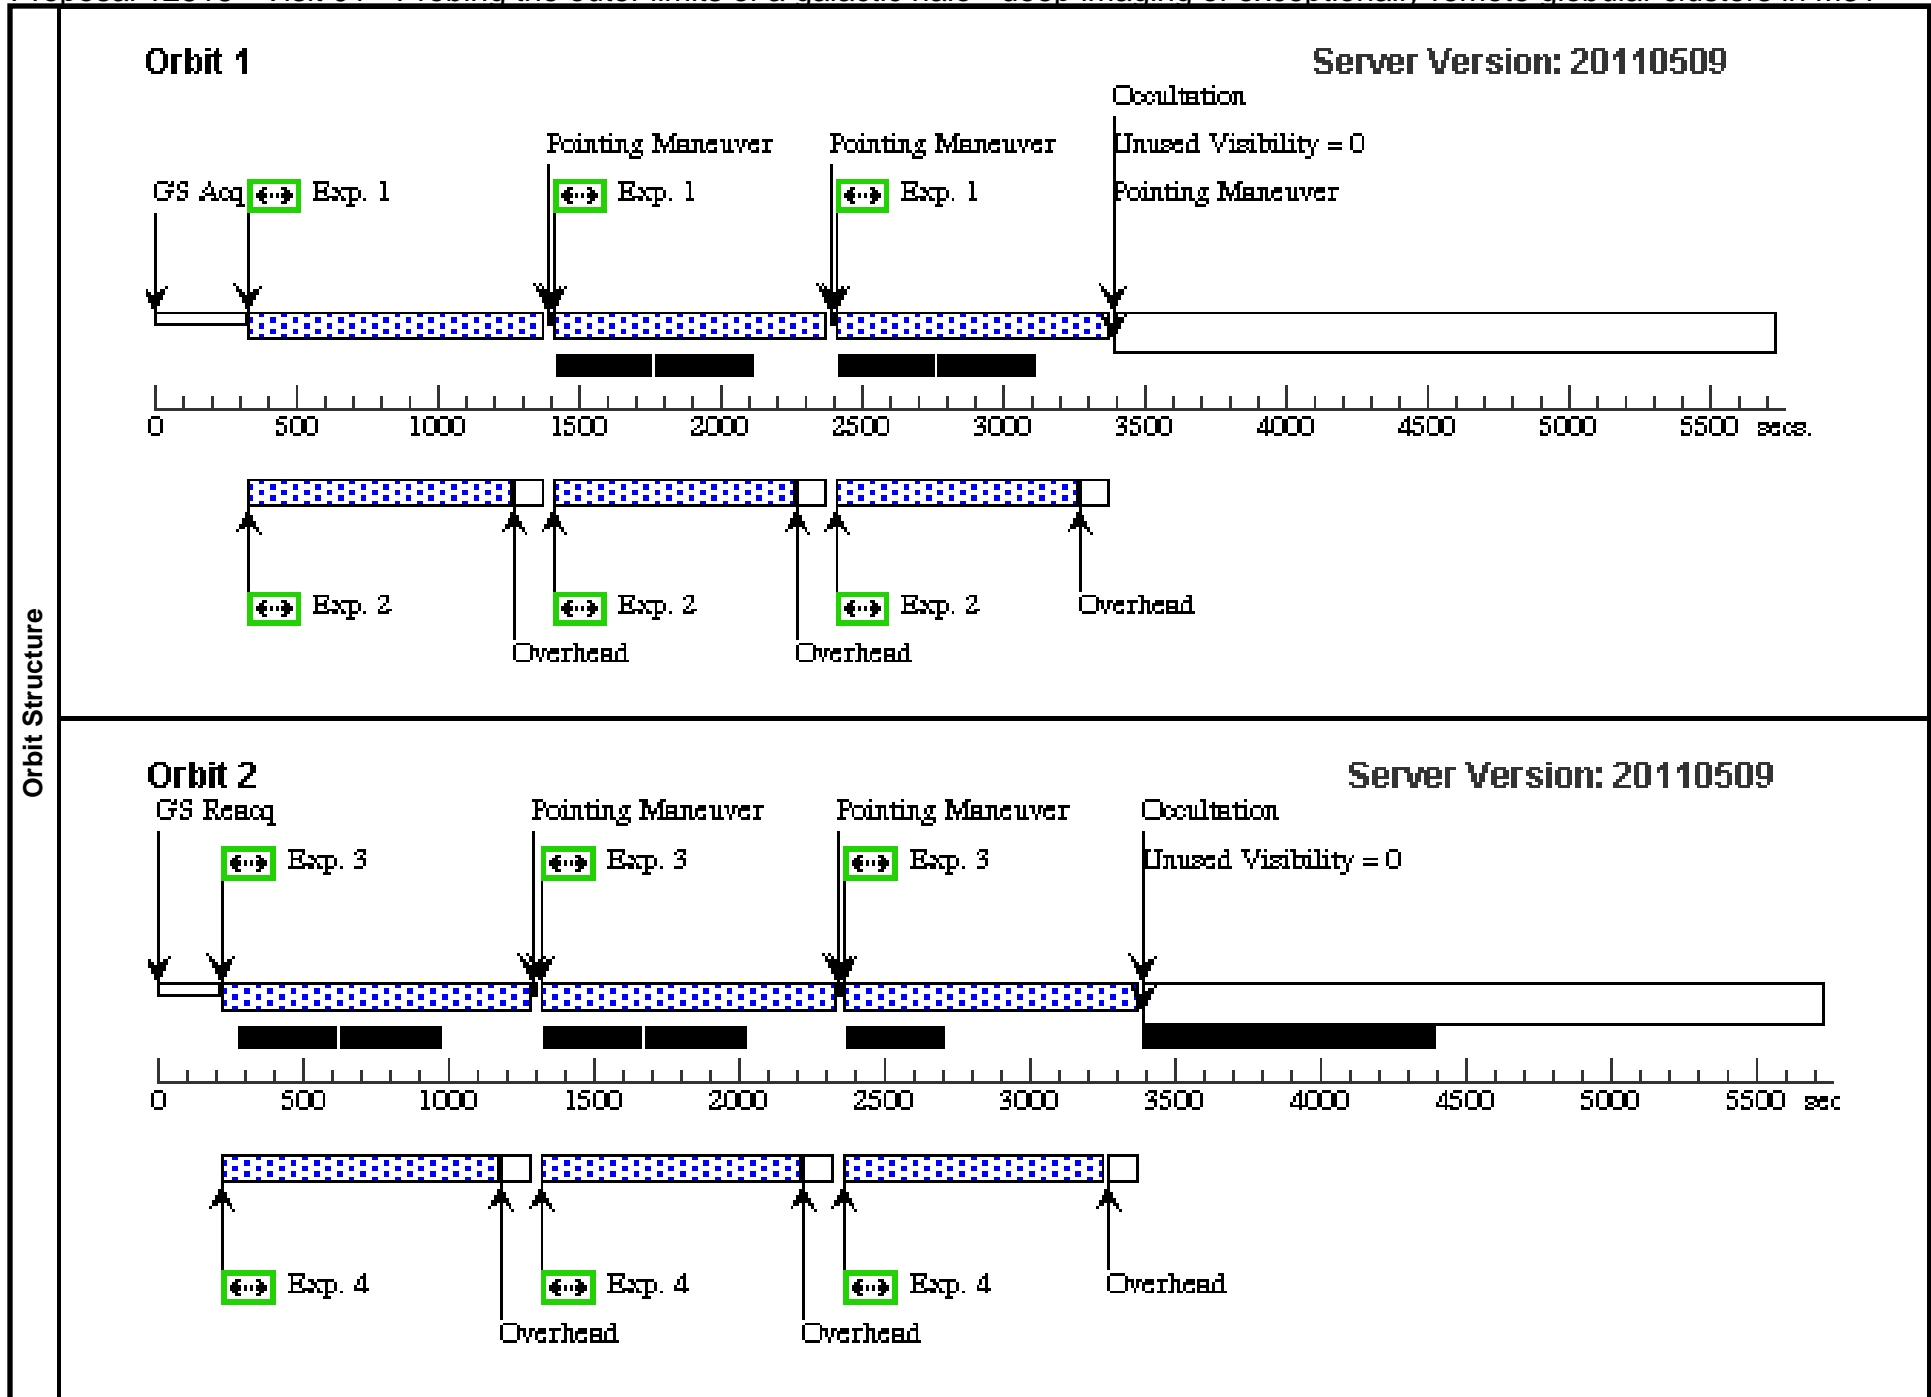 Orbit Structure
Orbit 1
Server Version: 20110509
Occultation
Pointing Maneuver Pointing Maneuver Unused Visibility = 0
GS Acq Exp. 1 Exp. 1 Exp. 1 Pointing Maneuver
0 500 1000 1500 2000 2500 3000 3500 4000 4500 5000 5500 secs.
Exp. 2 Exp. 2 Exp. 2 Overhead
Overhead Overhead
Orbit 2
Server Version: 20110509
GS Reacq Pointing Maneuver Pointing Maneuver Occultation
Exp. 3 Exp. 3 Exp. 3 Unused Visibility = 0
0 500 1000 1500 2000 2500 3000 3500 4000 4500 5000 5500 sec
Exp. 4 Exp. 4 Exp. 4 Overhead
Overhead Overhead